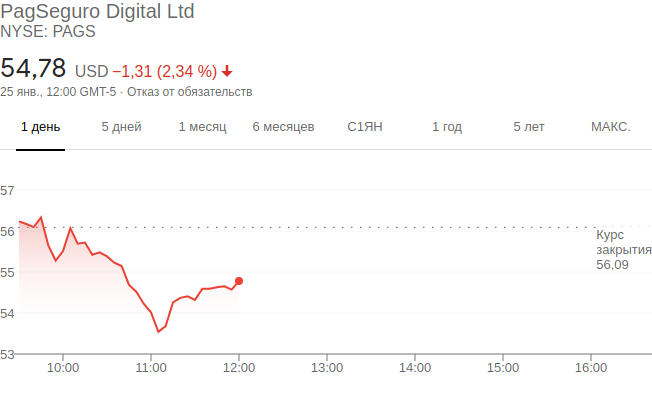 PagSeguro Digital Ltd
NYSE: PAGS
54,78 USD −1,31 (2,34 %)
25 янв., 12:00 GMT-5 · Отказ от обязательств
1 день 5 дней 1 месяц 6 месяцев С1ЯН 1 год 5 лет МАКС.
57
56
Курс
закрытия
56,09
55
54
53
10:00 11:00 12:00 13:00 14:00 15:00 16:00